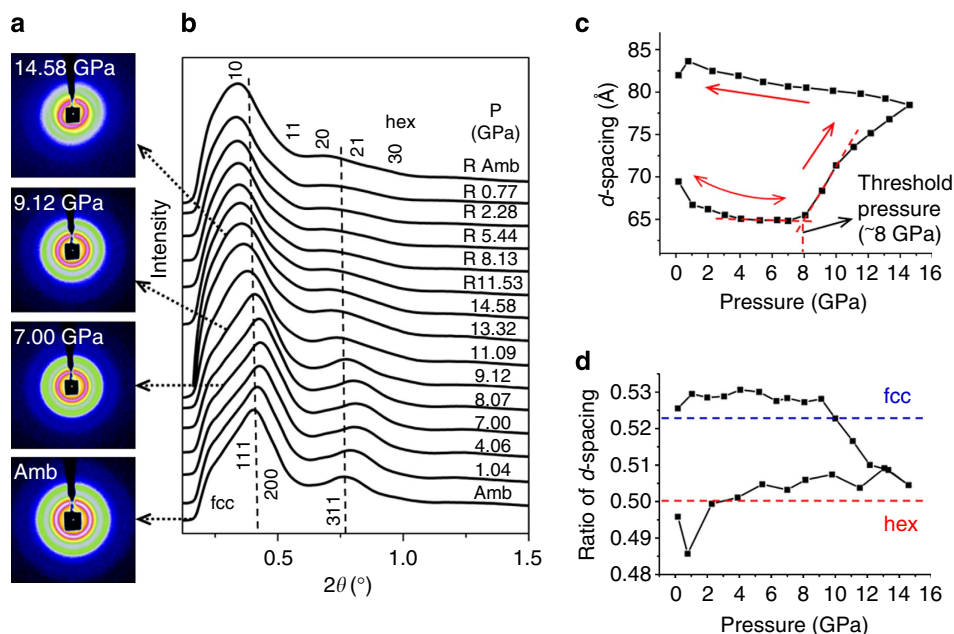 a
14.58 GPa
9.12 GPa
7.00 GPa
Amb
b
Intensity
10
11
20
21
30
hex
P
(GPa)
R Amb
R 0.77
R 2.28
R 5.44
R 8.13
R11.53
14.58
13.32
11.09
9.12
8.07
7.00
4.06
1.04
Amb
fcc
111
200
311
0.5
1.0
1.5
2θ (°)
c
d-spacing (Å)
85
80
75
70
65
Threshold
pressure
(~8 GPa)
0 2 4 6 8 10 12 14 16
Pressure (GPa)
d
Ratio of d-spacing
0.53
0.52
0.51
0.50
0.49
0.48
fcc
hex
0 2 4 6 8 10 12 14 16
Pressure (GPa)